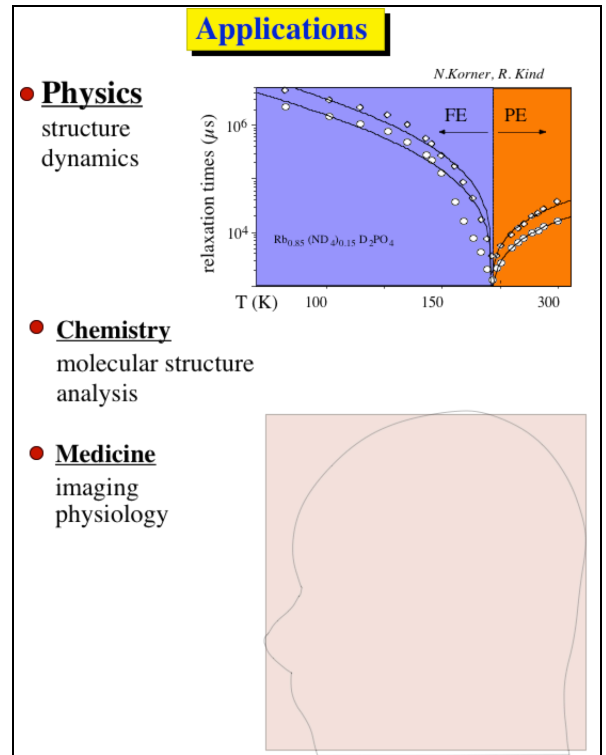 Applications
Physics
structure
dynamics
N.Korner, R. Kind
relaxation times (μs)
10⁶
10⁴
FE
PE
Rb₀.₈₅ (ND₄)₀.₁₅ D₂PO₄
T (K)
100
150
300
Chemistry
molecular structure
analysis
Medicine
imaging
physiology